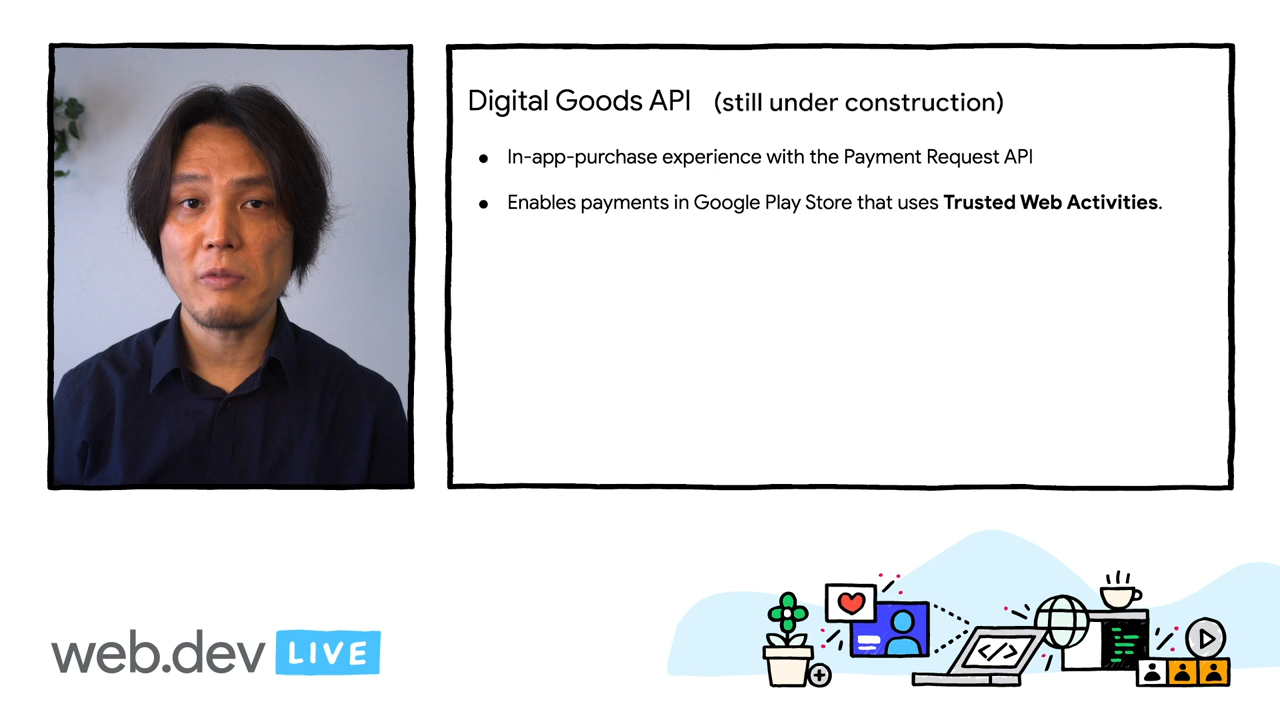 Digital Goods API (still under construction)
● In-app-purchase experience with the Payment Request API
● Enables payments in Google Play Store that uses Trusted Web Activities.
</>
web.dev LIVE